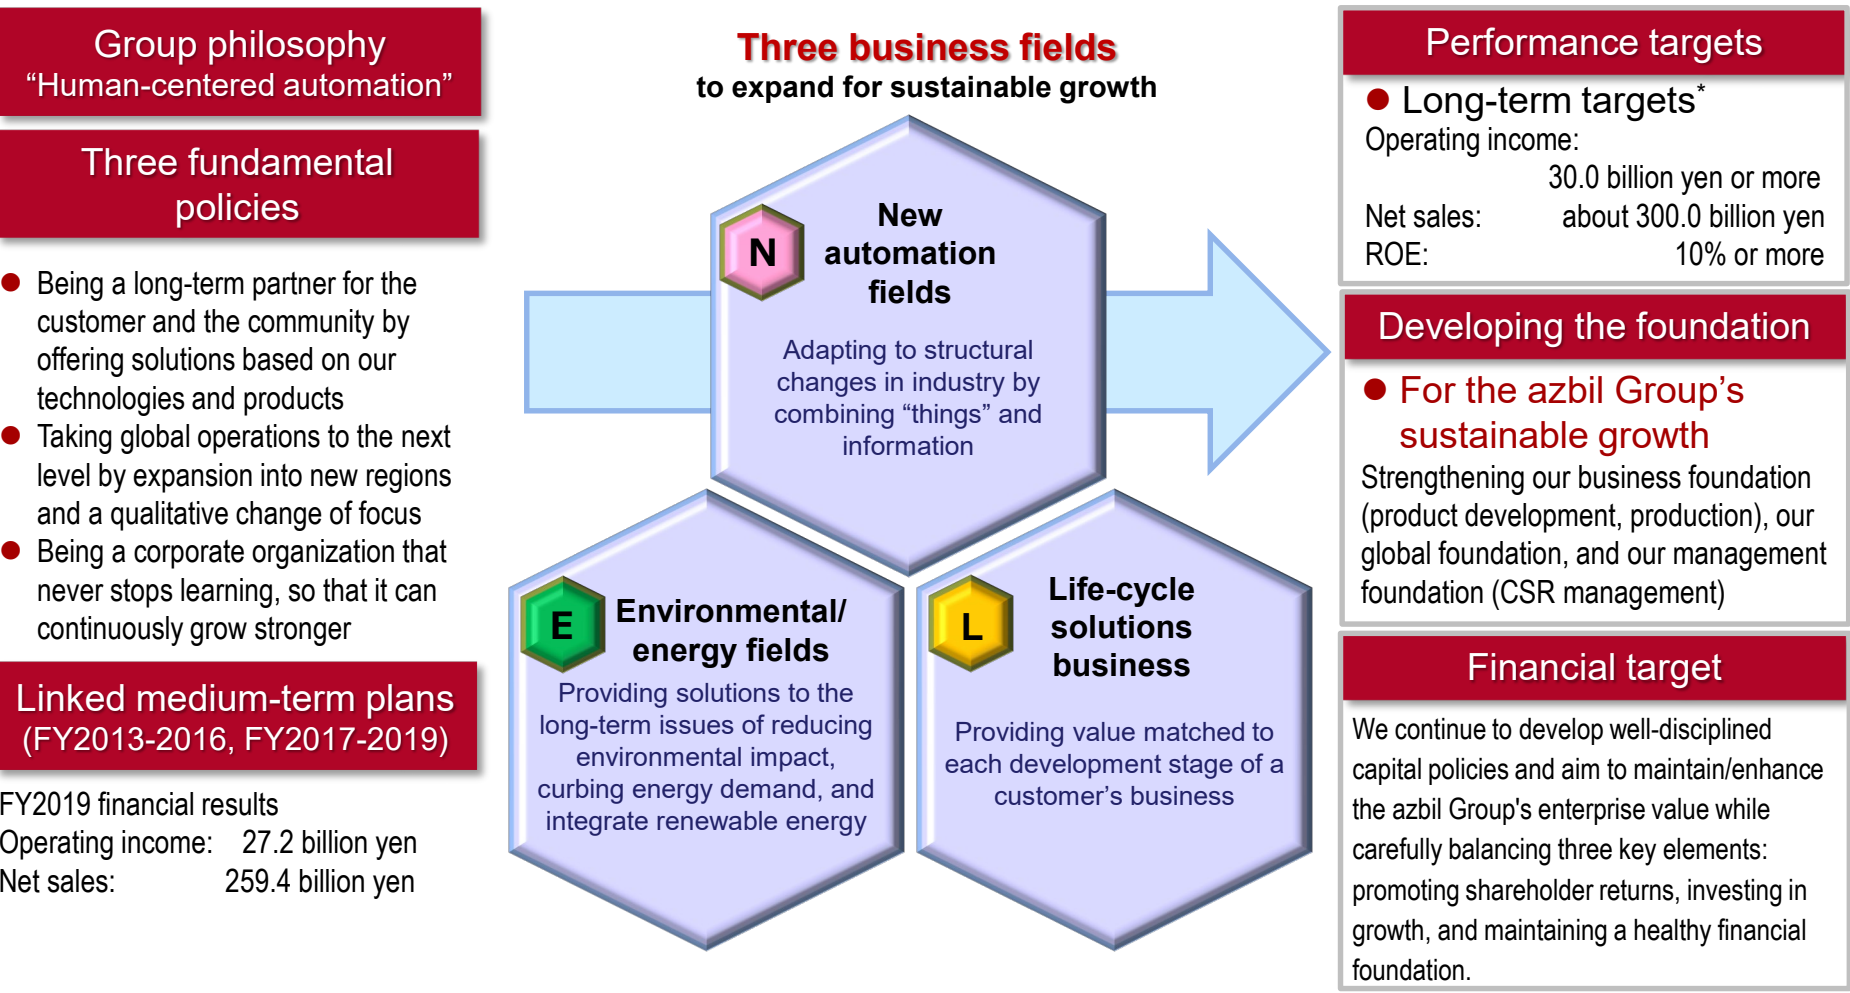 Group philosophy
“Human-centered automation”
Three fundamental
policies
● Being a long-term partner for the
customer and the community by
offering solutions based on our
technologies and products
● Taking global operations to the next
level by expansion into new regions
and a qualitative change of focus
● Being a corporate organization that
never stops learning, so that it can
continuously grow stronger
Linked medium-term plans
(FY2013-2016, FY2017-2019)
FY2019 financial results
Operating income: 27.2 billion yen
Net sales: 259.4 billion yen
Three business fields
to expand for sustainable growth
N
New
automation
fields
Adapting to structural
changes in industry by
combining “things” and
information
E
Environmental/
energy fields
Providing solutions to the
long-term issues of reducing
environmental impact,
curbing energy demand, and
integrate renewable energy
L
Life-cycle
solutions
business
Providing value matched to
each development stage of a
customer’s business
Performance targets
● Long-term targets*
Operating income:
30.0 billion yen or more
Net sales: about 300.0 billion yen
ROE: 10% or more
Developing the foundation
● For the azbil Group’s
sustainable growth
Strengthening our business foundation
(product development, production), our
global foundation, and our management
foundation (CSR management)
Financial target
We continue to develop well-disciplined
capital policies and aim to maintain/enhance
the azbil Group's enterprise value while
carefully balancing three key elements:
promoting shareholder returns, investing in
growth, and maintaining a healthy financial
foundation.